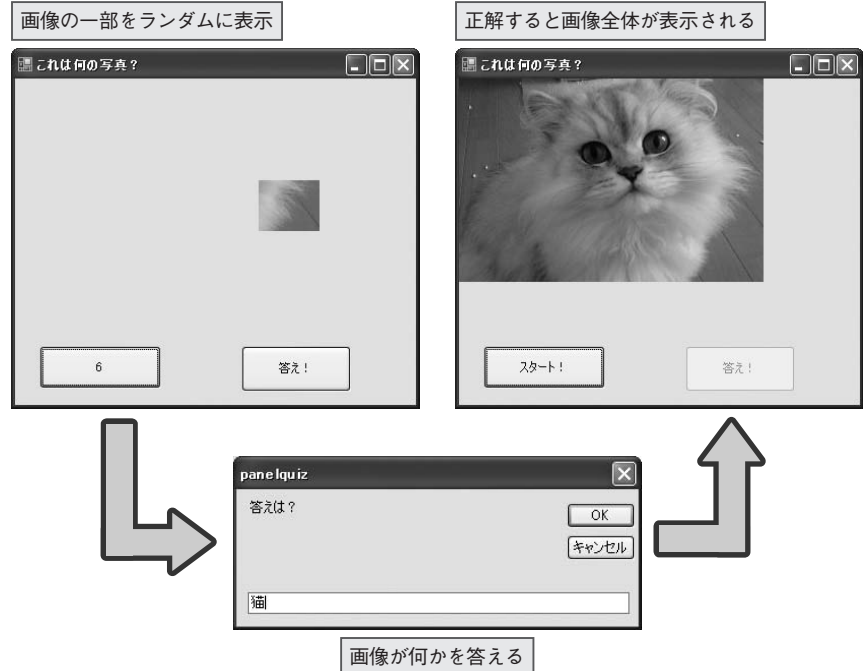 画像の一部をランダムに表示
これは何の写真?
6
答え!
正解すると画像全体が表示される
これは何の写真?
スタート!
答え!
panelquiz
答えは?
OK
キャンセル
猫
画像が何かを答える